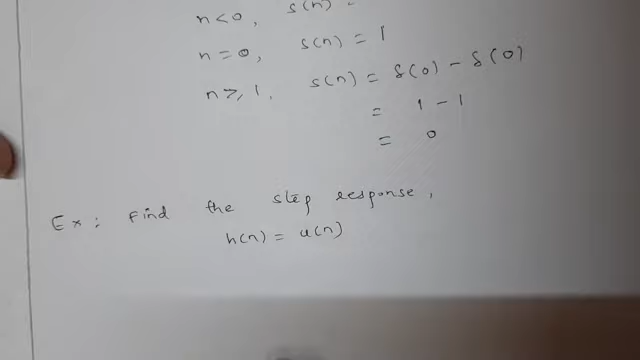 n<0, s(n) =
n=0, s(n) = 1
n≥1, s(n) = δ(0) - δ(0)
= 1 - 1
= 0
Ex: Find the step response,
h(n) = u(n)